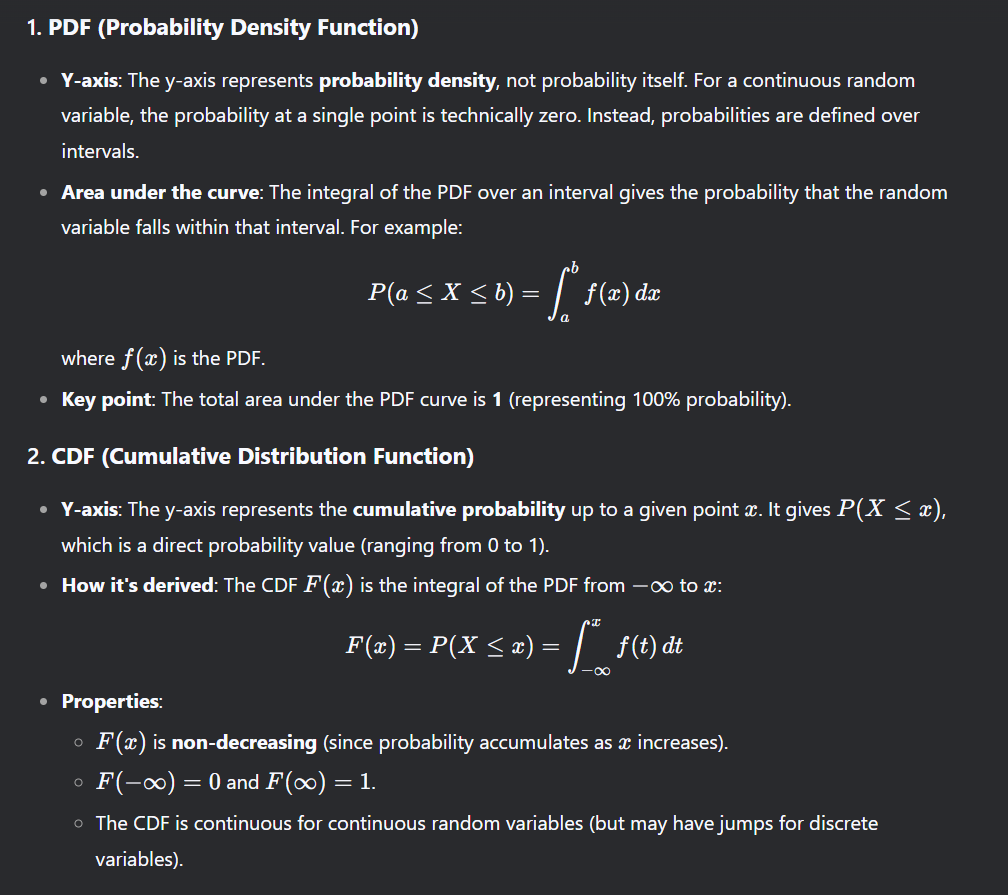 1. PDF (Probability Density Function)
• Y-axis: The y-axis represents probability density, not probability itself. For a continuous random
variable, the probability at a single point is technically zero. Instead, probabilities are defined over
intervals.
• Area under the curve: The integral of the PDF over an interval gives the probability that the random
variable falls within that interval. For example:
P(a ≤ X ≤ b) = ∫ₐᵇ f(x) dx
where f(x) is the PDF.
• Key point: The total area under the PDF curve is 1 (representing 100% probability).
2. CDF (Cumulative Distribution Function)
• Y-axis: The y-axis represents the cumulative probability up to a given point x. It gives P(X ≤ x),
which is a direct probability value (ranging from 0 to 1).
• How it's derived: The CDF F(x) is the integral of the PDF from −∞ to x:
F(x) = P(X ≤ x) = ∫_{−∞}^{x} f(t) dt
• Properties:
◦ F(x) is non-decreasing (since probability accumulates as x increases).
◦ F(−∞) = 0 and F(∞) = 1.
◦ The CDF is continuous for continuous random variables (but may have jumps for discrete
variables).